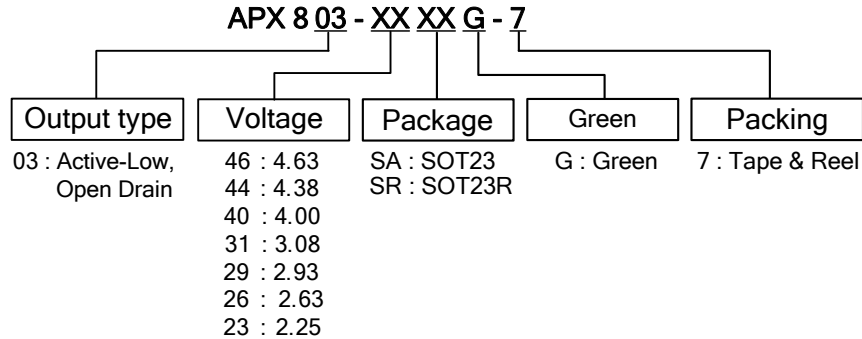 APX 8 03 - XX XX G - 7
Output type
03 : Active-Low,
Open Drain
Voltage
46 : 4.63
44 : 4.38
40 : 4.00
31 : 3.08
29 : 2.93
26 : 2.63
23 : 2.25
Package
SA : SOT23
SR : SOT23R
Green
G : Green
Packing
7 : Tape & Reel